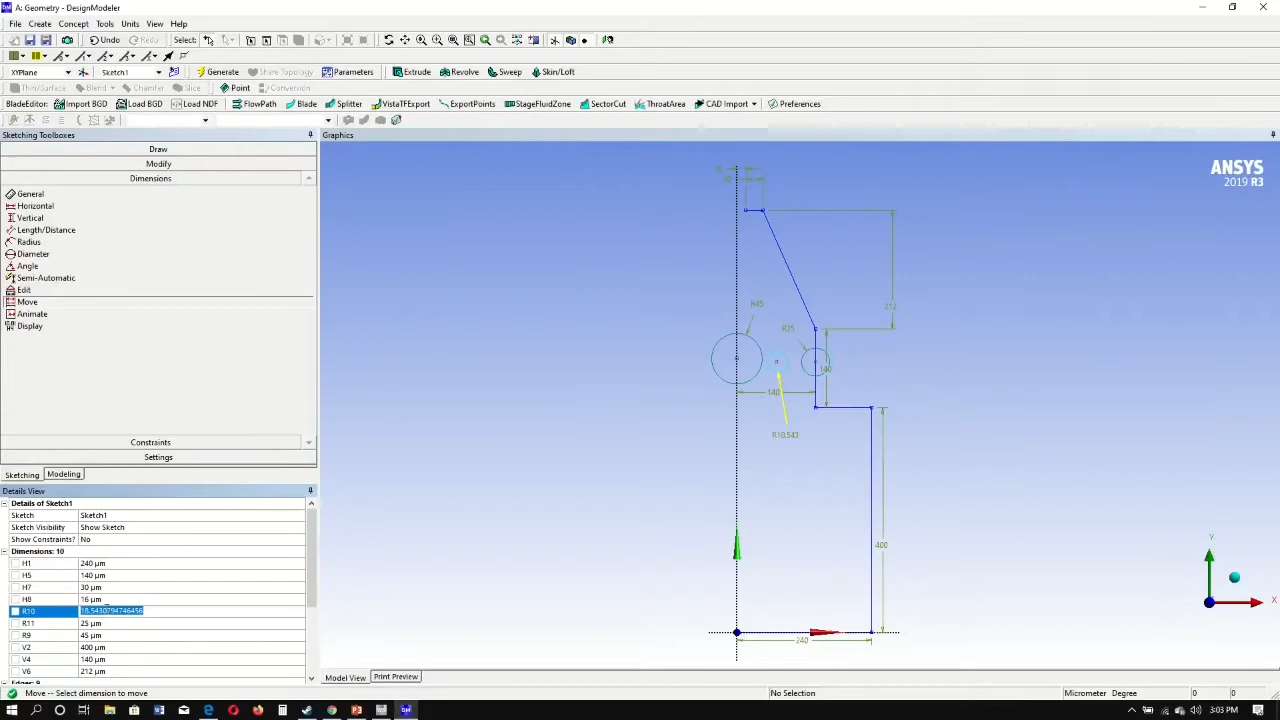 A: Geometry - DesignModeler
File Create Concept Tools Units View Help
Undo Redo Select:
XYPlane Sketch1 Generate Share Topology Parameters Extrude Revolve Sweep Skin/Loft
Thin/Surface Blend Chamfer Slice Point Conversion
BladeEditor: Import BGD Load BGD Load NDF FlowPath Blade Splitter VistaTFExport ExportPoints StageFluidZone SectorCut ThroatArea CAD Import Preferences
Sketching Toolboxes
Draw
Modify
Dimensions
General
Horizontal
Vertical
Length/Distance
Radius
Diameter
Angle
Semi-Automatic
Edit
Move
Animate
Display
Constraints
Settings
Sketching Modeling
Details View
Details of Sketch1
Sketch Sketch1
Sketch Visibility Show Sketch
Show Constraints? No
Dimensions: 10
H1 240 µm
H5 140 µm
H7 30 µm
H8 16 µm
R10 18.5430794746456
R11 25 µm
R9 45 µm
V2 400 µm
V4 140 µm
V6 212 µm
Graphics
ANSYS
2019 R3
212
R45
R25
140
140
R18.543
400
240
Y
X
Model View Print Preview
Move -- Select dimension to move No Selection Micrometer Degree 0 0
3:03 PM